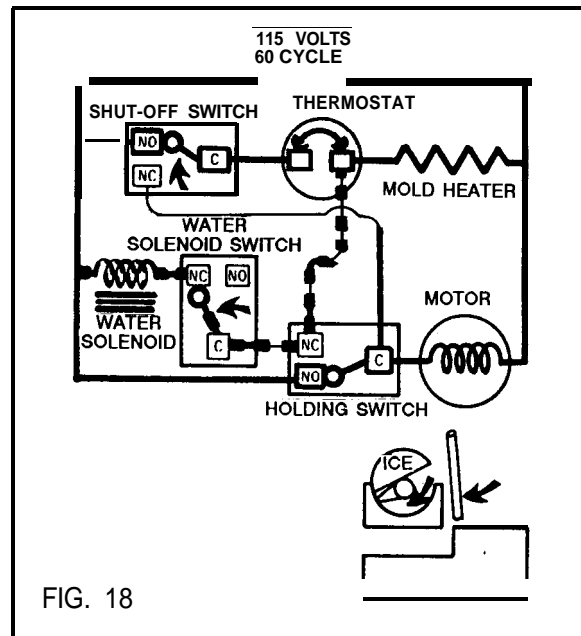 115 VOLTS
60 CYCLE
SHUT-OFF SWITCH
THERMOSTAT
NO
C
NC
MOLD HEATER
WATER
SOLENOID SWITCH
NC
NO
MOTOR
WATER
SOLENOID
C
NC
C
NO
HOLDING SWITCH
ICE
FIG. 18